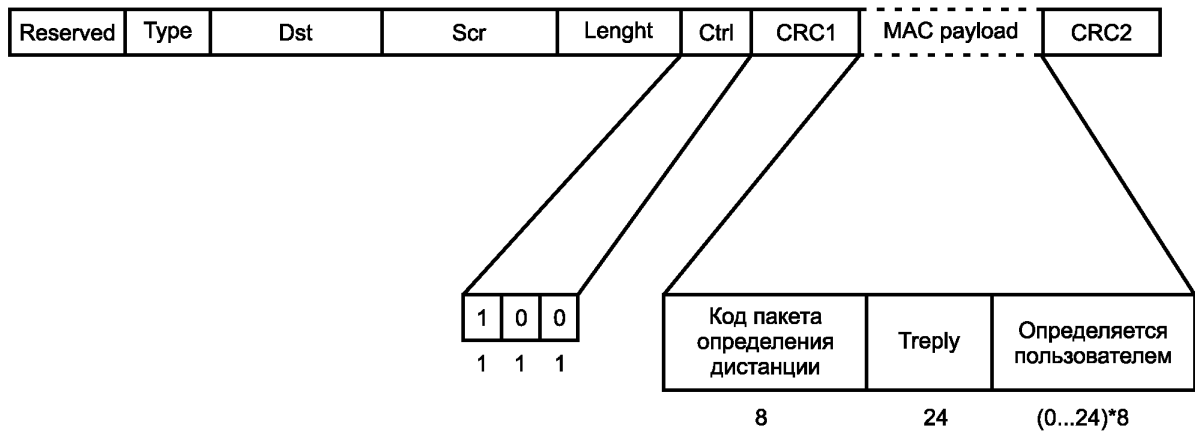 Reserved Type Dst Scr Lenght Ctrl CRC1 MAC payload CRC2
1 0 0
1 1 1
Код пакета
определения
дистанции
Treply
Определяется
пользователем
8 24 (0...24)*8